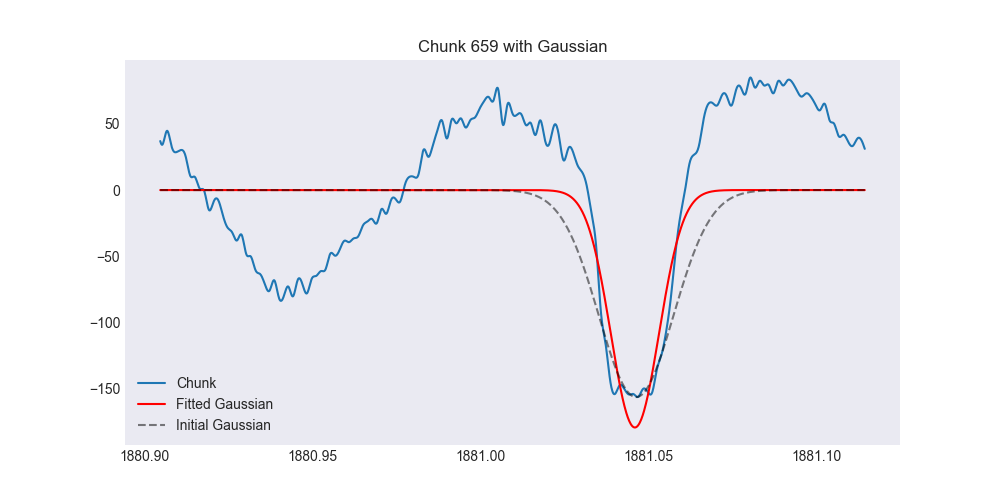 Chunk 659 with Gaussian
50
0
−50
−100
−150
Chunk
Fitted Gaussian
Initial Gaussian
1880.90 1880.95 1881.00 1881.05 1881.10